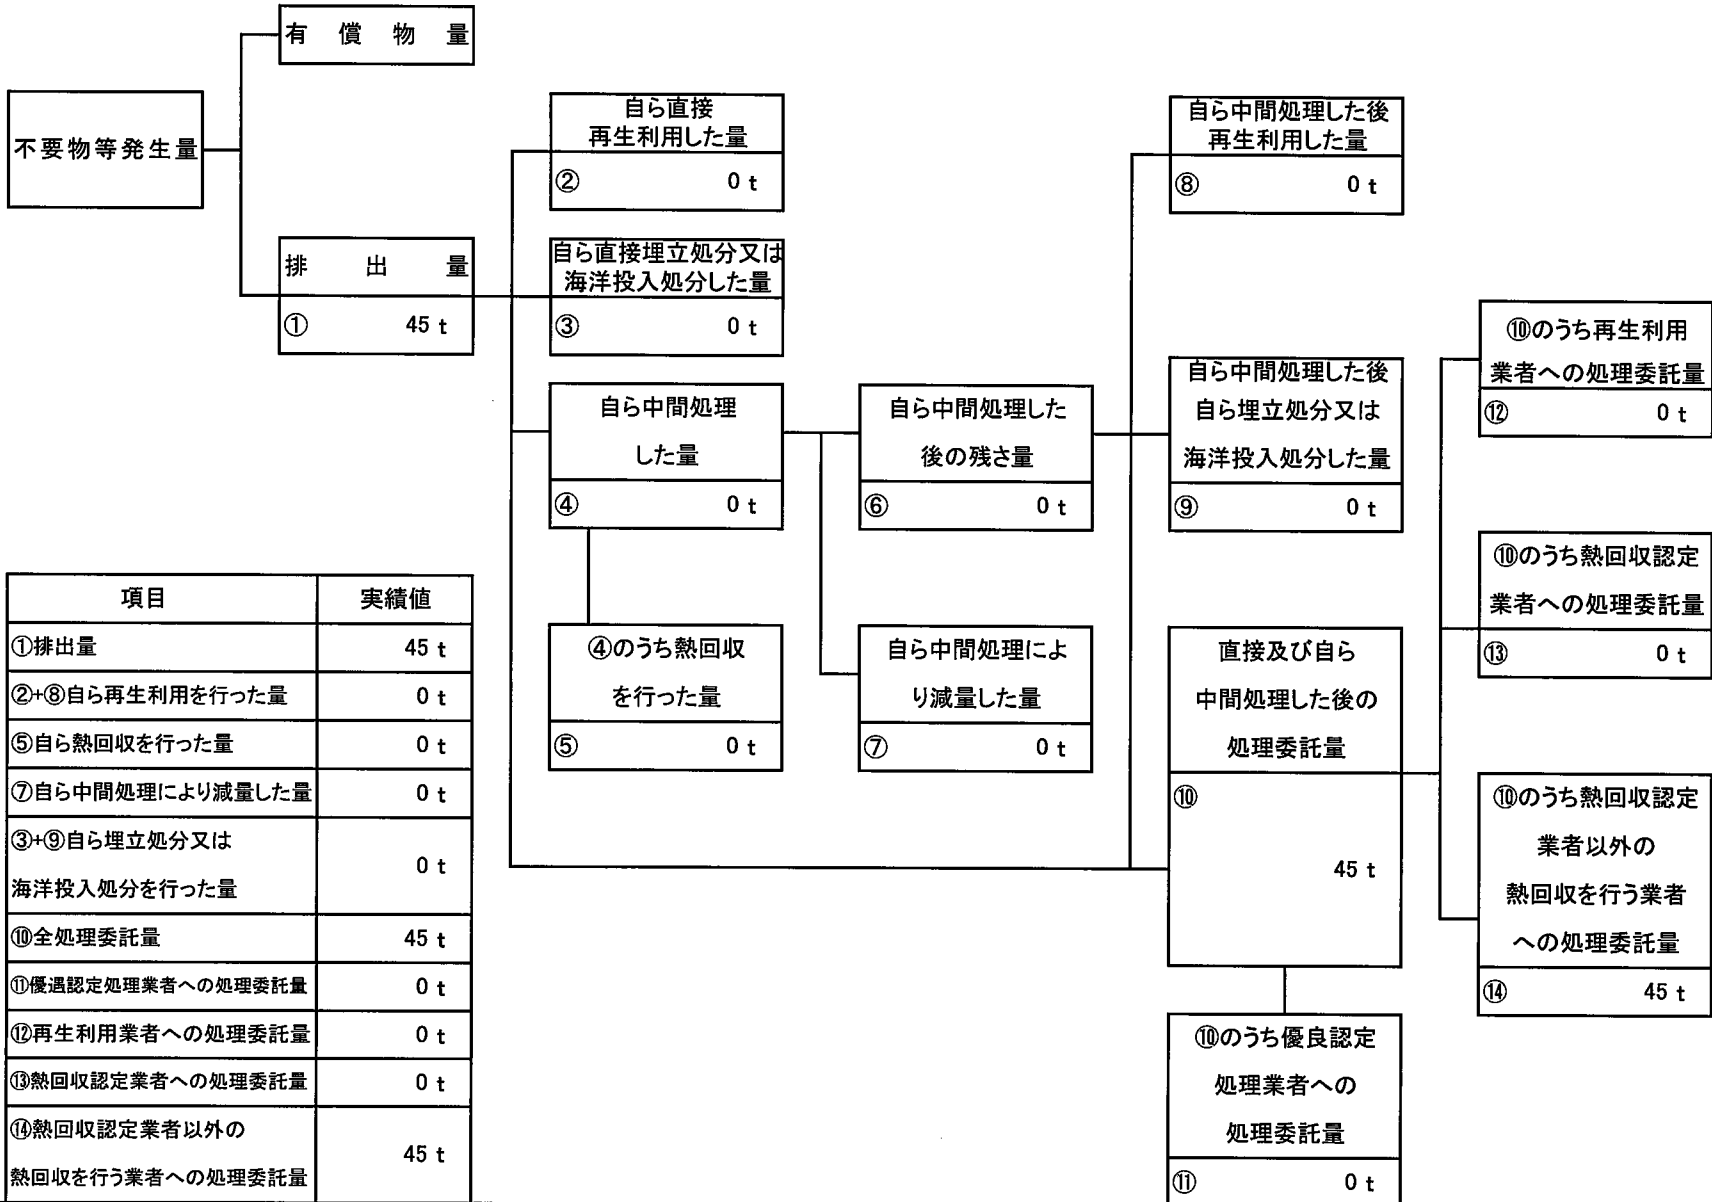 有償物量
不要物等発生量
排出量
① 45 t
自ら直接
再生利用した量
② 0 t
自ら直接埋立処分又は
海洋投入処分した量
③ 0 t
自ら中間処理
した量
④ 0 t
④のうち熱回収
を行った量
⑤ 0 t
自ら中間処理した
後の残さ量
⑥ 0 t
自ら中間処理によ
り減量した量
⑦ 0 t
自ら中間処理した後
再生利用した量
⑧ 0 t
自ら中間処理した後
自ら埋立処分又は
海洋投入処分した量
⑨ 0 t
直接及び自ら
中間処理した後の
処理委託量
⑩
45 t
⑩のうち優良認定
処理業者への
処理委託量
⑪ 0 t
⑩のうち再生利用
業者への処理委託量
⑫ 0 t
⑩のうち熱回収認定
業者への処理委託量
⑬ 0 t
⑩のうち熱回収認定
業者以外の
熱回収を行う業者
への処理委託量
⑭ 45 t
項目 実績値
①排出量 45 t
②+⑧自ら再生利用を行った量 0 t
⑤自ら熱回収を行った量 0 t
⑦自ら中間処理により減量した量 0 t
③+⑨自ら埋立処分又は
海洋投入処分を行った量 0 t
⑩全処理委託量 45 t
⑪優遇認定処理業者への処理委託量 0 t
⑫再生利用業者への処理委託量 0 t
⑬熱回収認定業者への処理委託量 0 t
⑭熱回収認定業者以外の
熱回収を行う業者への処理委託量 45 t